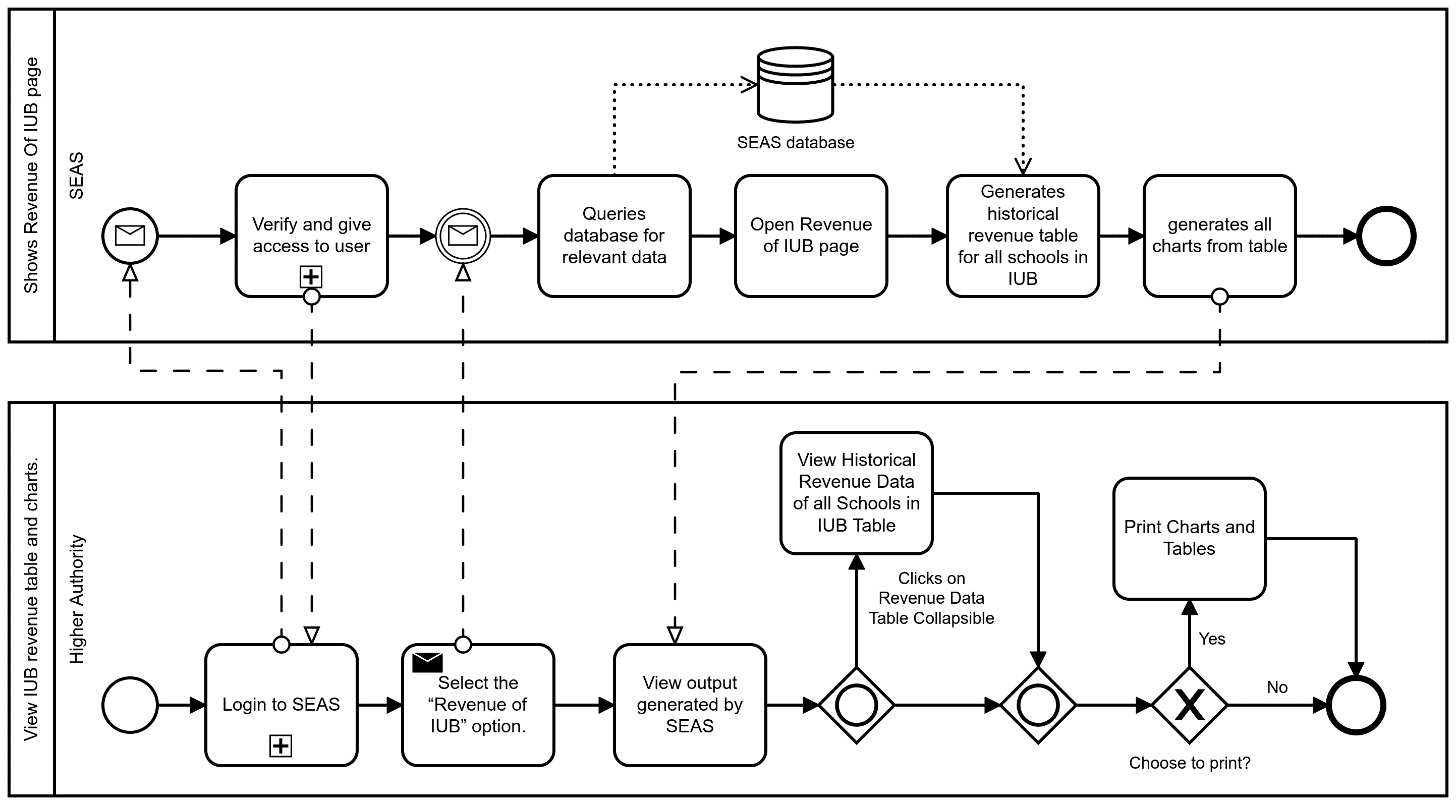 Shows Revenue Of IUB page
SEAS
SEAS database
Verify and give
access to user
Queries
database for
relevant data
Open Revenue
of IUB page
Generates
historical
revenue table
for all schools in
IUB
generates all
charts from table
View IUB revenue table and charts.
Higher Authority
Login to SEAS
Select the
“Revenue of
IUB” option.
View output
generated by
SEAS
View Historical
Revenue Data
of all Schools in
IUB Table
Clicks on
Revenue Data
Table Collapsible
Print Charts and
Tables
Yes
No
Choose to print?